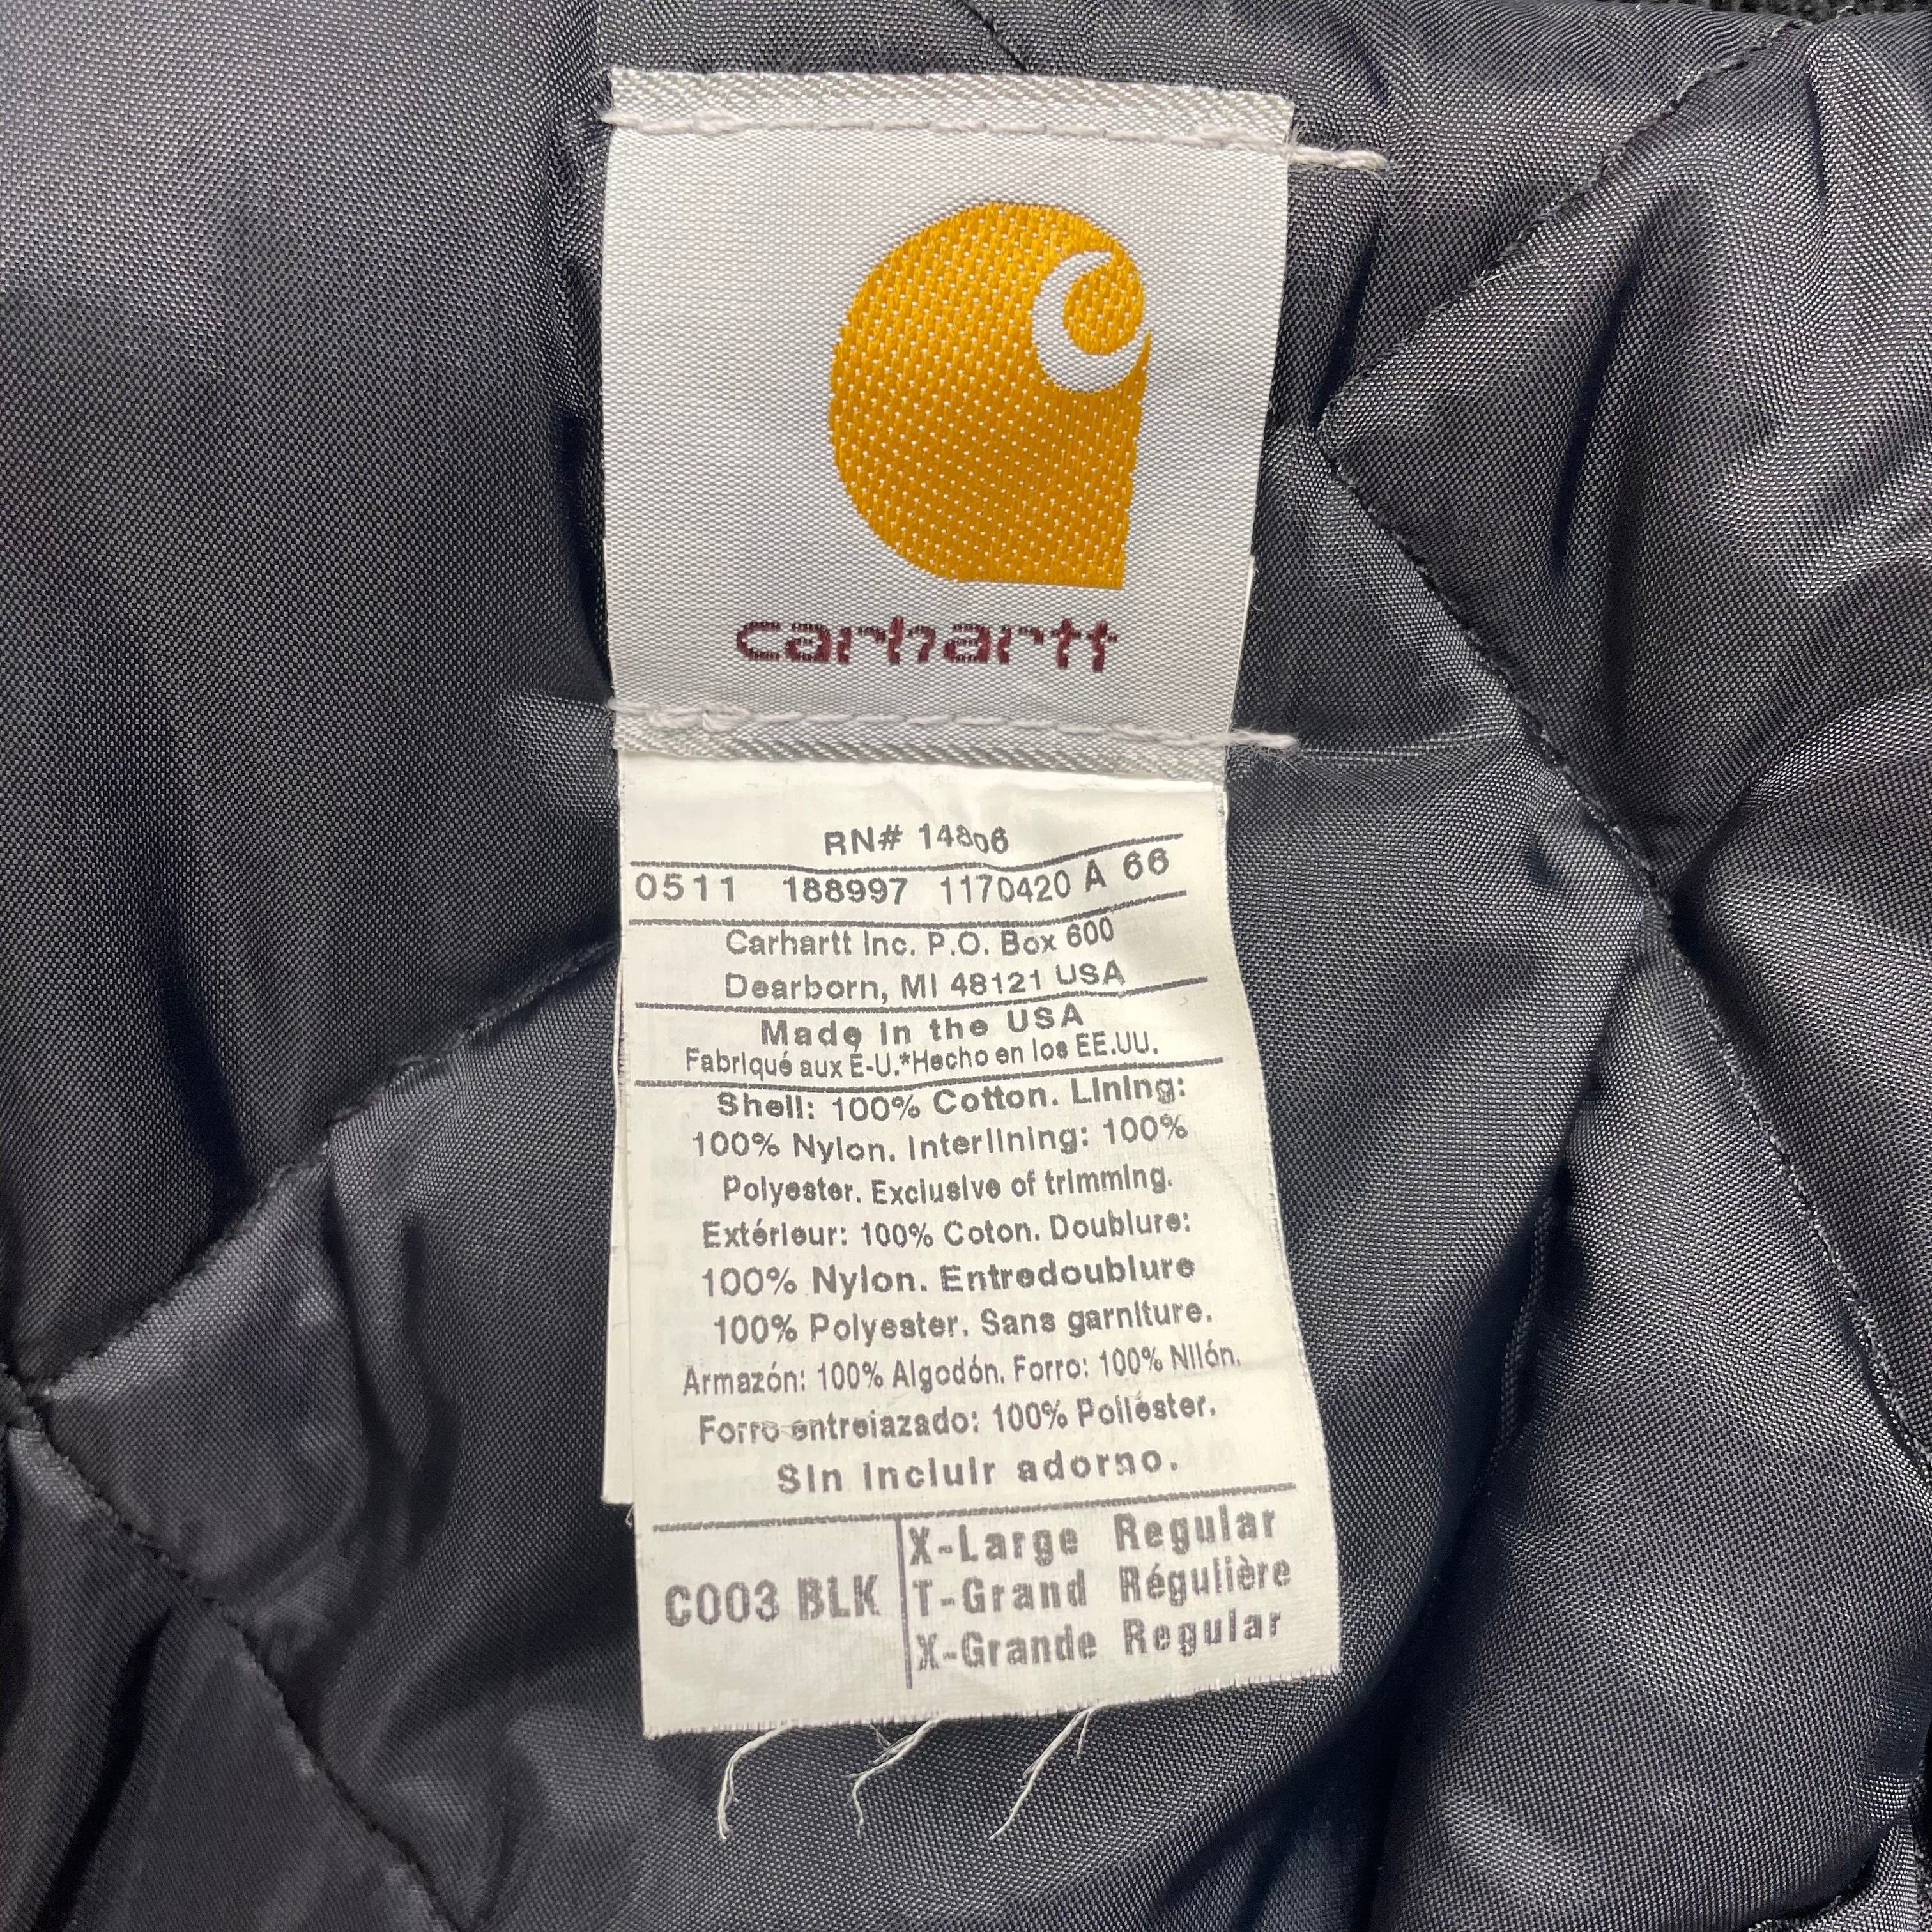 carhartt
RN# 14806
0511 188997 1170420 A 66
Carhartt Inc. P.O. Box 600
Dearborn, MI 48121 USA
Made in the USA
Fabriqué aux E-U.*Hecho en los EE.UU.
Shell: 100% Cotton. Lining:
100% Nylon. Interlining: 100%
Polyester. Exclusive of trimming.
Extérieur: 100% Coton. Doublure:
100% Nylon. Entredoublure
100% Polyester. Sans garniture.
Armazón: 100% Algodón. Forro: 100% Nilón.
Forro entreiazado: 100% Poliéster.
Sin incluir adorno.
C003 BLK
X-Large Regular
T-Grand Régulière
X-Grande Regular